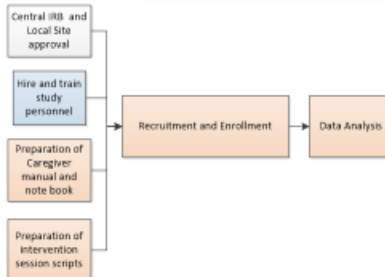 Central IRB and
Local Site
approval
Hire and train
study
personnel
Preparation of
Caregiver
manual and
note book
Preparation of
intervention
session scripts
Recruitment and Enrollment
Data Analysis